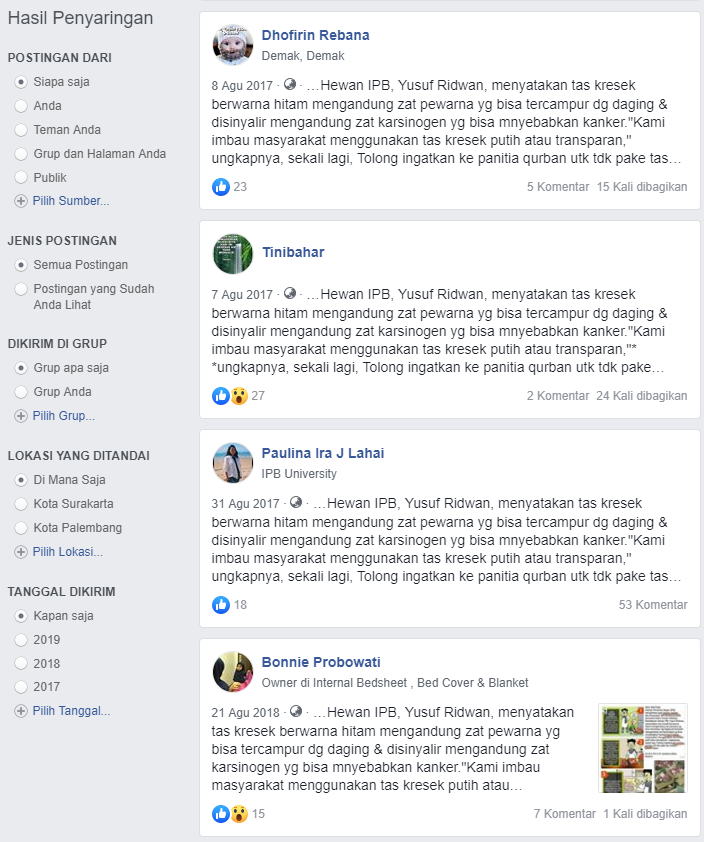 Hasil Penyaringan
POSTINGAN DARI
Siapa saja
Anda
Teman Anda
Grup dan Halaman Anda
Publik
Pilih Sumber...
JENIS POSTINGAN
Semua Postingan
Postingan yang Sudah
Anda Lihat
DIKIRIM DI GRUP
Grup apa saja
Grup Anda
Pilih Grup...
LOKASI YANG DITANDAI
Di Mana Saja
Kota Surakarta
Kota Palembang
Pilih Lokasi...
TANGGAL DIKIRIM
Kapan saja
2019
2018
2017
Pilih Tanggal...
Dhofirin Rebana
Demak, Demak
8 Agu 2017 · · …Hewan IPB, Yusuf Ridwan, menyatakan tas kresek
berwarna hitam mengandung zat pewarna yg bisa tercampur dg daging &
disinyalir mengandung zat karsinogen yg bisa mnyebabkan kanker."Kami
imbau masyarakat menggunakan tas kresek putih atau transparan,"
ungkapnya, sekali lagi, Tolong ingatkan ke panitia qurban utk tdk pake tas…
23 5 Komentar 15 Kali dibagikan
Tinibahar
7 Agu 2017 · · …Hewan IPB, Yusuf Ridwan, menyatakan tas kresek
berwarna hitam mengandung zat pewarna yg bisa tercampur dg daging &
disinyalir mengandung zat karsinogen yg bisa mnyebabkan kanker."Kami
imbau masyarakat menggunakan tas kresek putih atau transparan,"*
*ungkapnya, sekali lagi, Tolong ingatkan ke panitia qurban utk tdk pake…
27 2 Komentar 24 Kali dibagikan
Paulina Ira J Lahai
IPB University
31 Agu 2017 · · …Hewan IPB, Yusuf Ridwan, menyatakan tas kresek
berwarna hitam mengandung zat pewarna yg bisa tercampur dg daging &
disinyalir mengandung zat karsinogen yg bisa mnyebabkan kanker."Kami
imbau masyarakat menggunakan tas kresek putih atau transparan,"
ungkapnya, sekali lagi, Tolong ingatkan ke panitia qurban utk tdk pake tas…
18 53 Komentar
Bonnie Probowati
Owner di Internal Bedsheet , Bed Cover & Blanket
21 Agu 2018 · · …Hewan IPB, Yusuf Ridwan, menyatakan
tas kresek berwarna hitam mengandung zat pewarna yg
bisa tercampur dg daging & disinyalir mengandung zat
karsinogen yg bisa mnyebabkan kanker."Kami imbau
masyarakat menggunakan tas kresek putih atau…
15 7 Komentar 1 Kali dibagikan